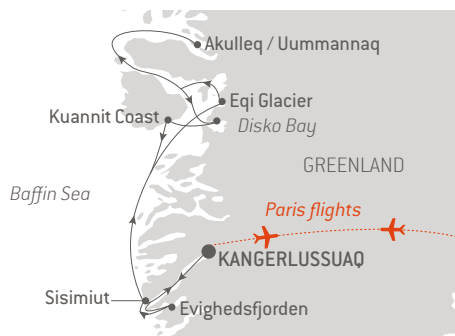 Akulleq / Uummannaq
Eqi Glacier
Kuannit Coast
Disko Bay
GREENLAND
Baffin Sea
Paris flights
KANGERLUSSUAQ
Sisimiut
Evighedsfjorden